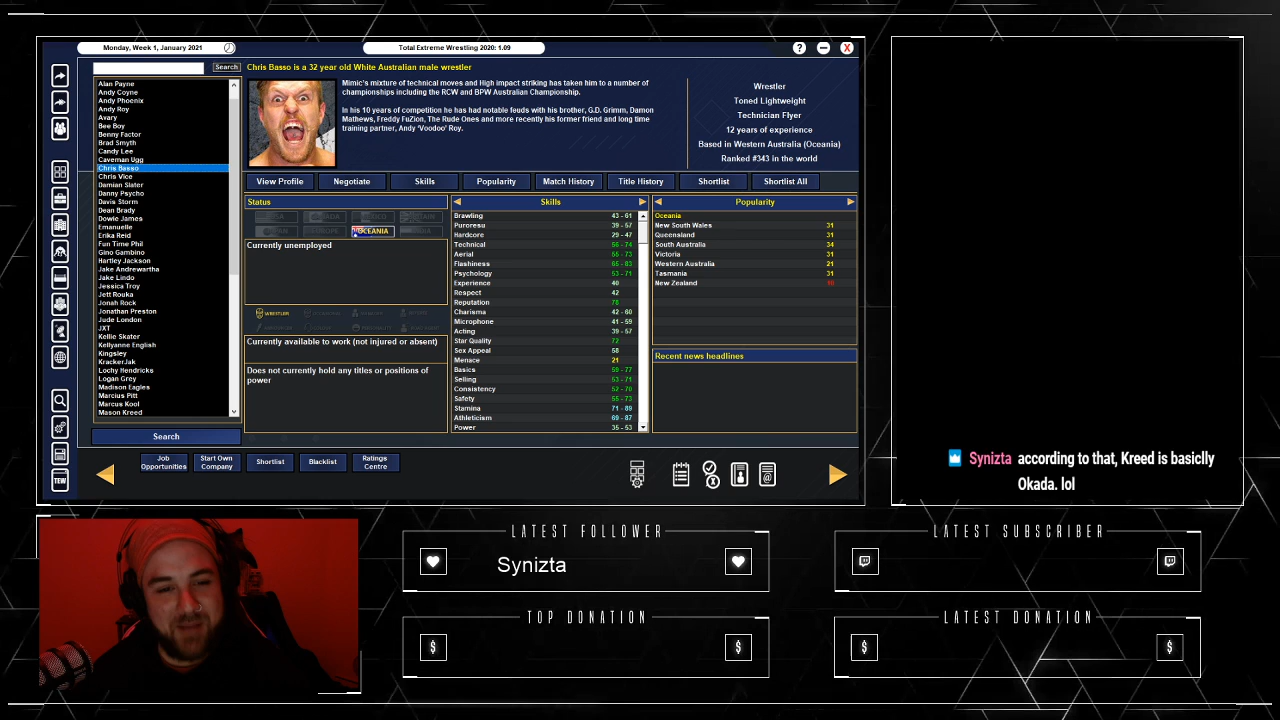 Monday, Week 1, January 2021
Total Extreme Wrestling 2020: 1.09
?
X
Search
Chris Basso is a 32 year old White Australian male wrestler
Alan Payne
Andy Coyne
Andy Phoenix
Andy Roy
Avary
Bee Boy
Benny Factor
Brad Smyth
Candy Lee
Caveman Ugg
Chris Basso
Chris Vice
Damian Slater
Danny Psycho
Davis Storm
Dean Brady
Dowie James
Emanuelle
Erika Reid
Fun Time Phil
Gino Gambino
Hartley Jackson
Jake Andrewartha
Jake Lindo
Jessica Troy
Jett Rouka
Jonah Rock
Jonathan Preston
Jude London
JXT
Kellie Skater
Kellyanne English
Kingsley
KrackerJak
Lochy Hendricks
Logan Grey
Madison Eagles
Marcius Pitt
Marcus Kool
Mason Kreed
Search
Mimic's mixture of technical moves and High impact striking has taken him to a number of
championships including the RCW and BPW Australian Championship.
In his 10 years of competition he has had notable feuds with his brother, G.D. Grimm, Damon
Mathews, Freddy FuZion, The Rude Ones and more recently his former friend and long time
training partner, Andy 'Voodoo' Roy.
Wrestler
Toned Lightweight
Technician Flyer
12 years of experience
Based in Western Australia (Oceania)
Ranked #343 in the world
View Profile
Negotiate
Skills
Popularity
Match History
Title History
Shortlist
Shortlist All
Status
OCEANIA
Currently unemployed
WRESTLER
Currently available to work (not injured or absent)
Does not currently hold any titles or positions of
power
Skills
Brawling 43 - 61
Puroresu 39 - 57
Hardcore 29 - 47
Technical 56 - 74
Aerial 55 - 73
Flashiness 65 - 83
Psychology 53 - 71
Experience 40
Respect 42
Reputation 78
Charisma 42 - 60
Microphone 41 - 59
Acting 39 - 57
Star Quality 72
Sex Appeal 58
Menace 21
Basics 59 - 77
Selling 53 - 71
Consistency 52 - 70
Safety 55 - 73
Stamina 71 - 89
Athleticism 69 - 87
Power 35 - 53
Popularity
Oceania
New South Wales 31
Queensland 31
South Australia 34
Victoria 31
Western Australia 21
Tasmania 31
New Zealand
Recent news headlines
Job
Opportunities
Start Own
Company
Shortlist
Blacklist
Ratings
Centre
TEW
Synizta according to that, Kreed is basiclly
Okada. lol
LATEST FOLLOWER
Synizta
LATEST SUBSCRIBER
TOP DONATION
$
$
LATEST DONATION
$
$